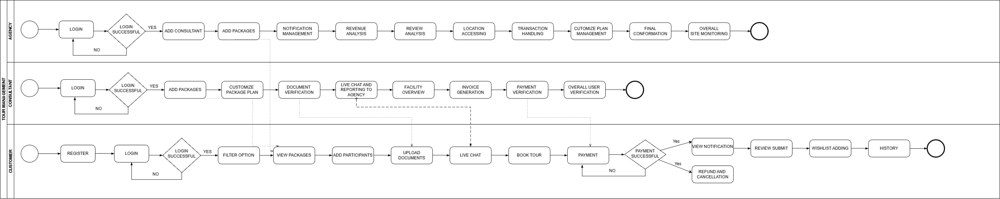 TOUR MANAGEMENT
AGENCY
LOGIN
LOGIN
SUCCESSFUL
YES
NO
ADD CONSULTANT
ADD PACKAGES
NOTIFICATION
MANAGEMENT
REVENUE
ANALYSIS
REVIEW
ANALYSIS
LOCATION
ACCESSING
TRANSACTION
HANDLING
CUTOMIZE PLAN
MANAGEMENT
FINAL
CONFORMATION
OVERALL
SITE MONITORING
CONSULTANT
LOGIN
LOGIN
SUCCESSFUL
YES
NO
ADD PACKAGES
CUSTOMIZE
PACKAGE PLAN
DOCUMENT
VERIFICATION
LIVE CHAT AND
REPORTING TO
AGENCY
FACILITY
OVERVIEW
INVOICE
GENERATION
PAYMENT
VERIFICATION
OVERALL USER
VERIFICATION
CUSTOMER
REGISTER
LOGIN
LOGIN
SUCCESSFUL
YES
NO
FILTER OPTION
VIEW PACKAGES
ADD PARTICIPANTS
UPLOAD
DOCUMENTS
LIVE CHAT
BOOK TOUR
PAYMENT
PAYMENT
SUCCESSFUL
NO
Yes
VIEW NOTIFICATION
REVIEW SUBMIT
WISHLIST ADDING
HISTORY
Yes
REFUND AND
CANCELLATION